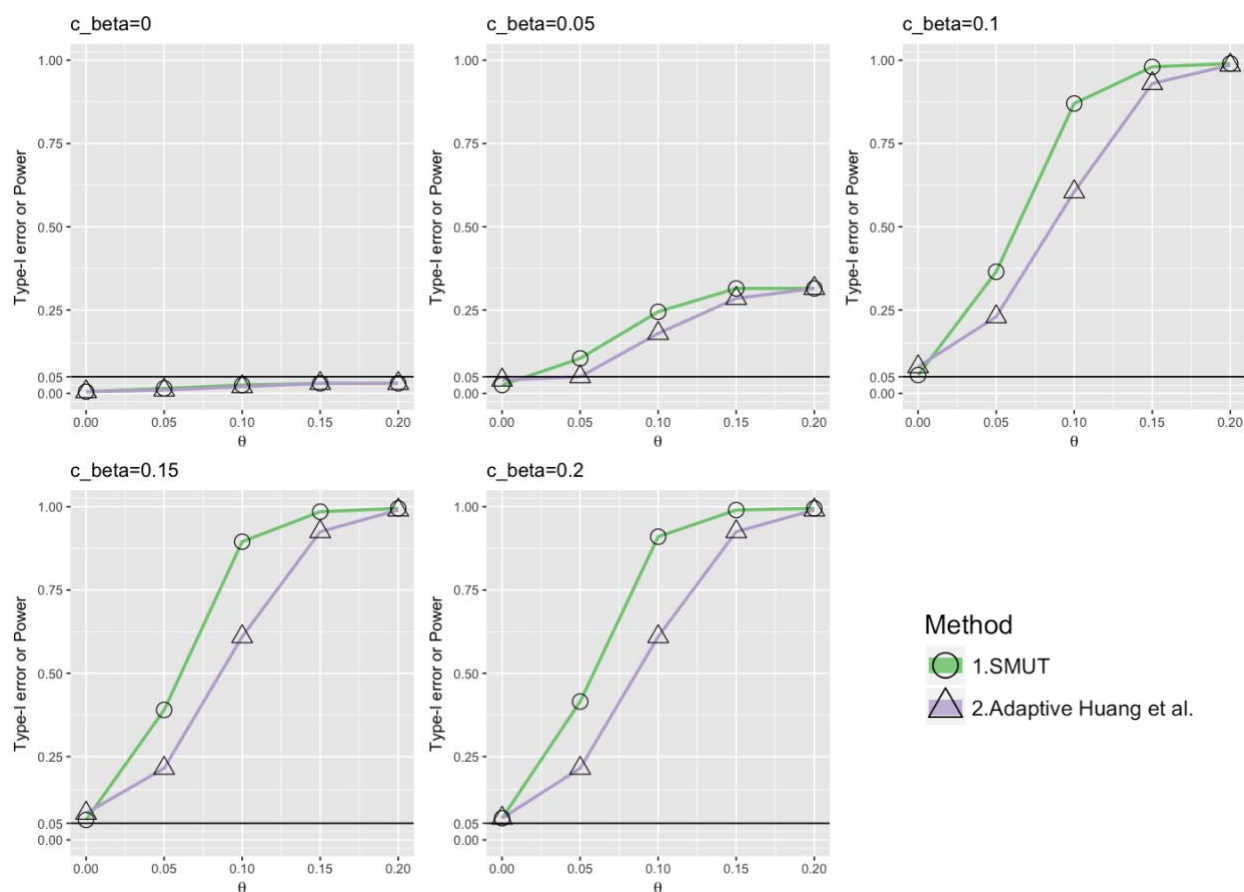 c_beta=0
c_beta=0.05
c_beta=0.1
Type-I error or Power
1.00
0.75
0.50
0.25
0.05
0.00
0.00 0.05 0.10 0.15 0.20
θ
Type-I error or Power
1.00
0.75
0.50
0.25
0.05
0.00
0.00 0.05 0.10 0.15 0.20
θ
Type-I error or Power
1.00
0.75
0.50
0.25
0.05
0.00
0.00 0.05 0.10 0.15 0.20
θ
c_beta=0.15
c_beta=0.2
Type-I error or Power
1.00
0.75
0.50
0.25
0.05
0.00
0.00 0.05 0.10 0.15 0.20
θ
Type-I error or Power
1.00
0.75
0.50
0.25
0.05
0.00
0.00 0.05 0.10 0.15 0.20
θ
Method
1.SMUT
2.Adaptive Huang et al.